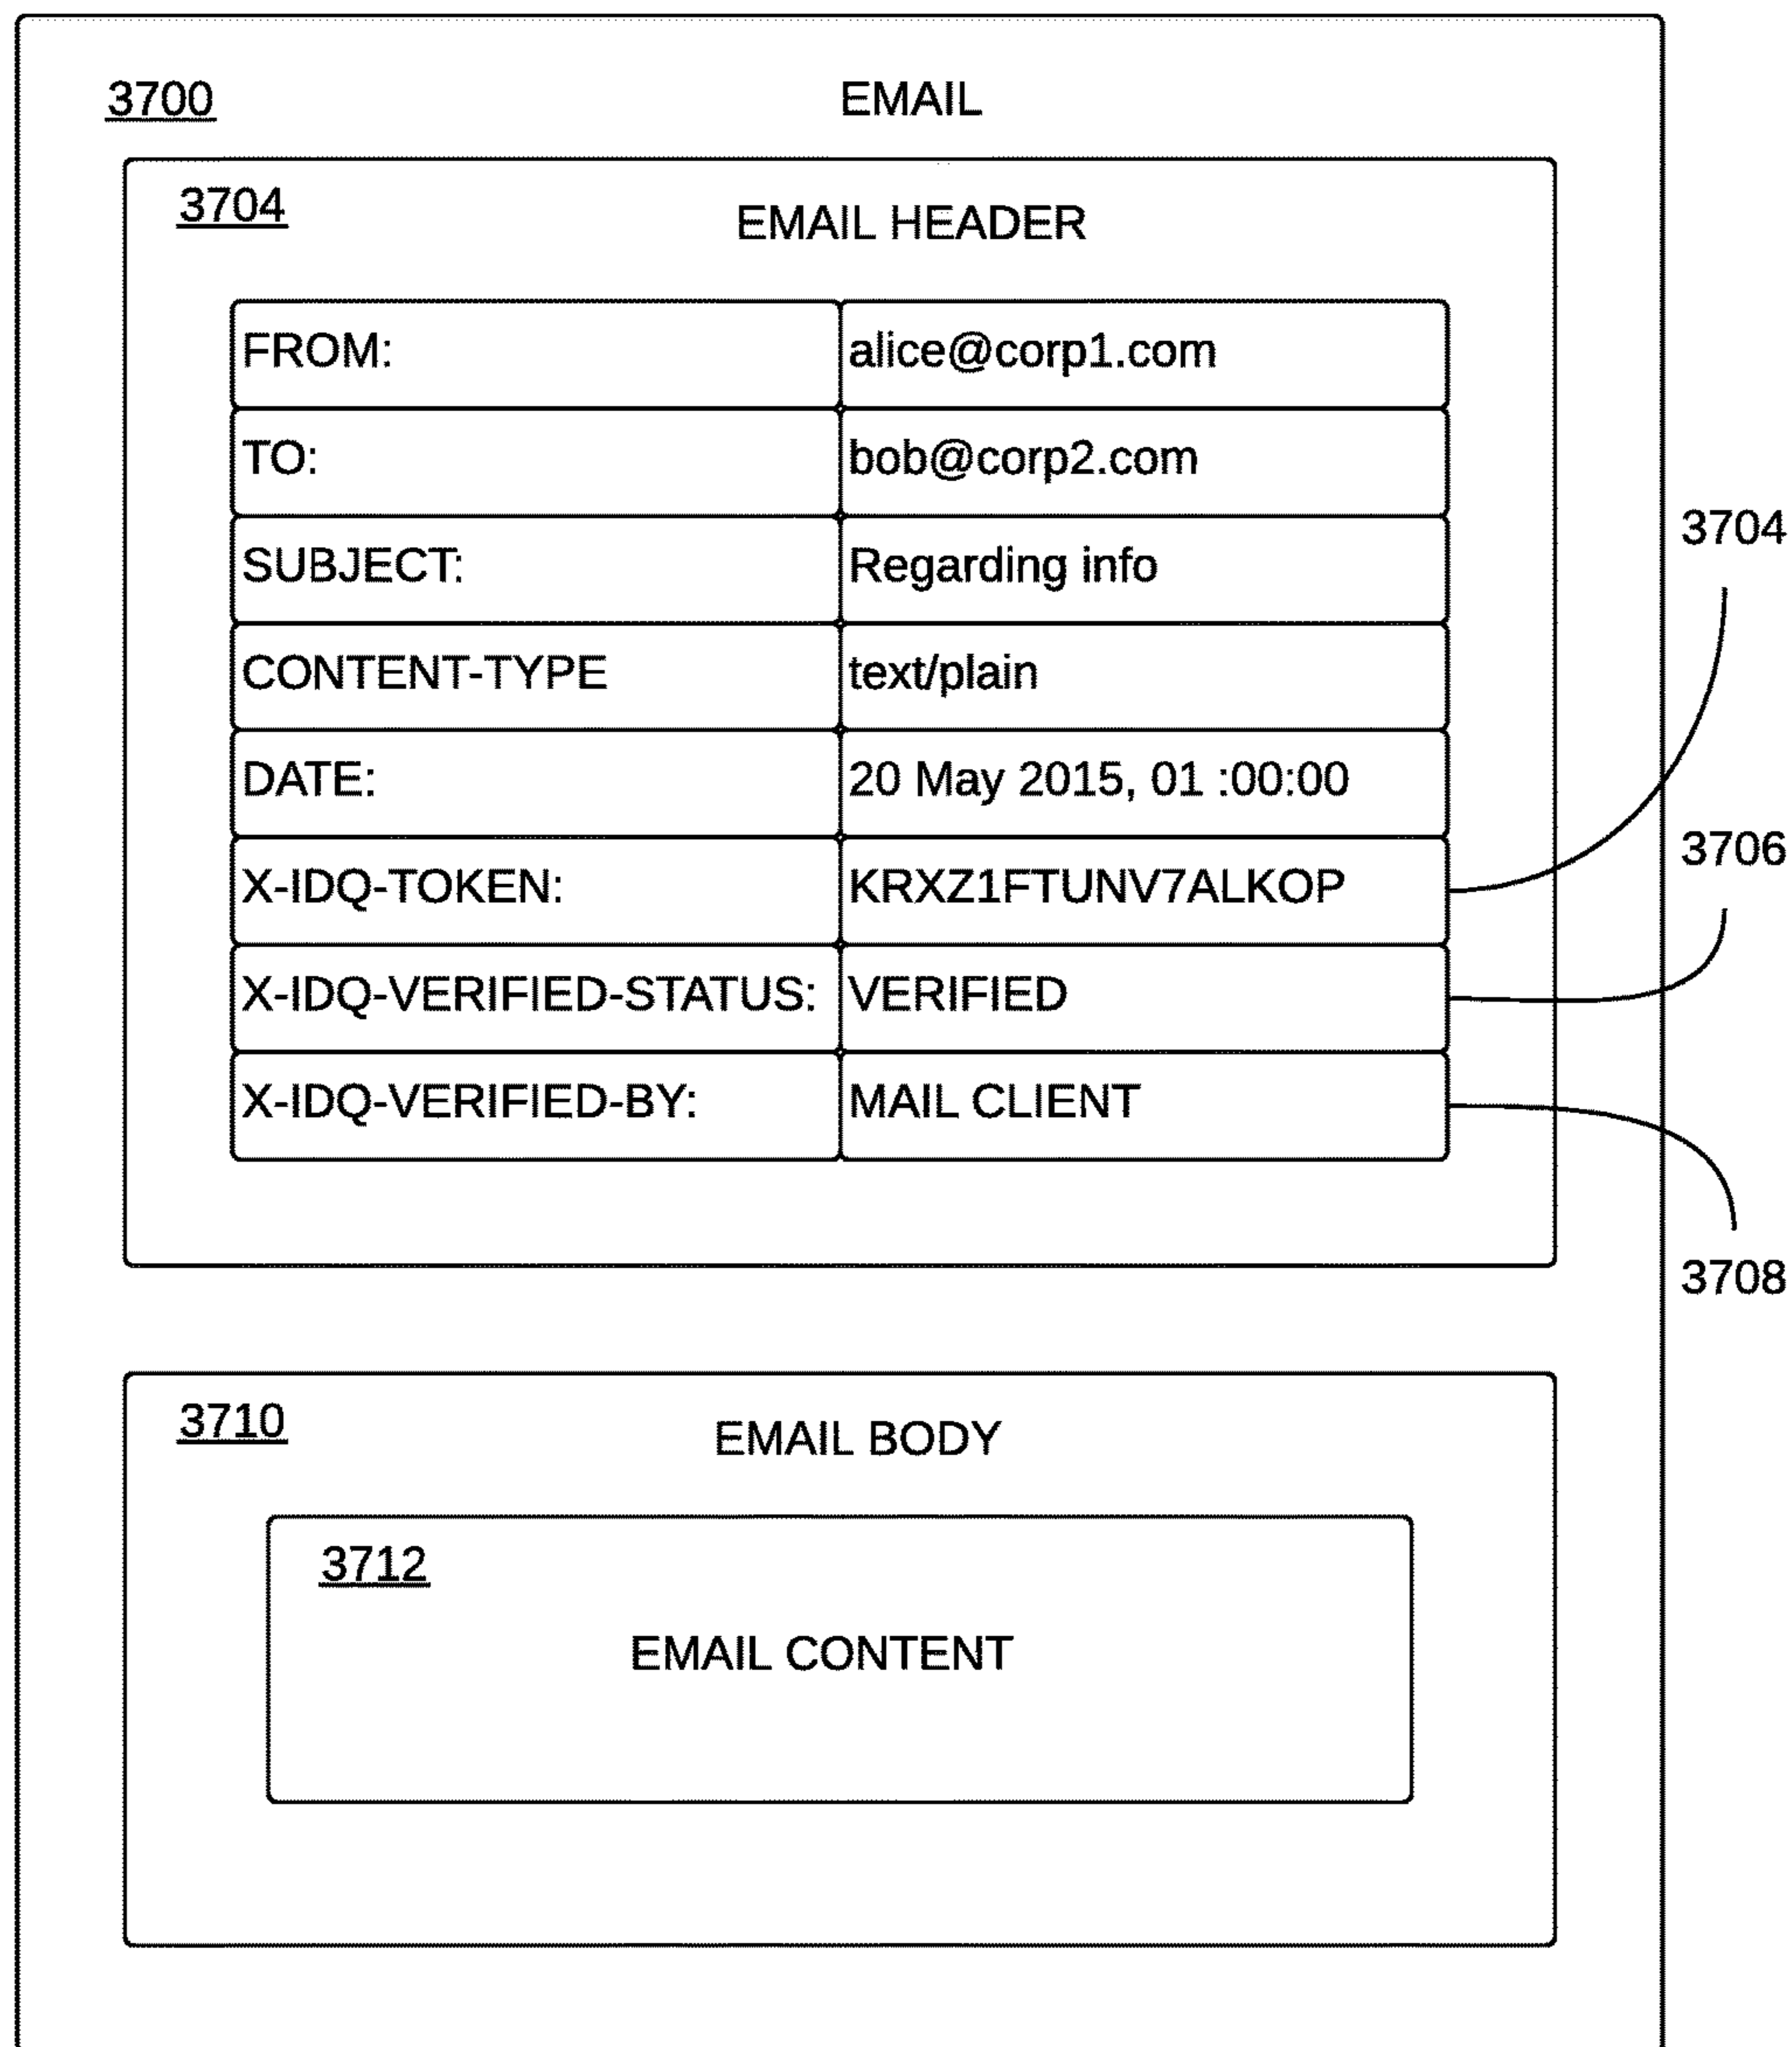 3700 EMAIL
3704
EMAIL HEADER
FROM: alice@corp1.com
TO: bob@corp2.com
3704
SUBJECT: Regarding info
CONTENT-TYPE text/plain
DATE: 20 May 2015, 01 :00:00
3706
X-IDQ-TOKEN: KRXZ1FTUNV7ALKOP
X-IDQ-VERIFIED-STATUS: VERIFIED
X-IDQ-VERIFIED-BY: MAIL CLIENT
3708
3710
EMAIL BODY
3712
EMAIL CONTENT